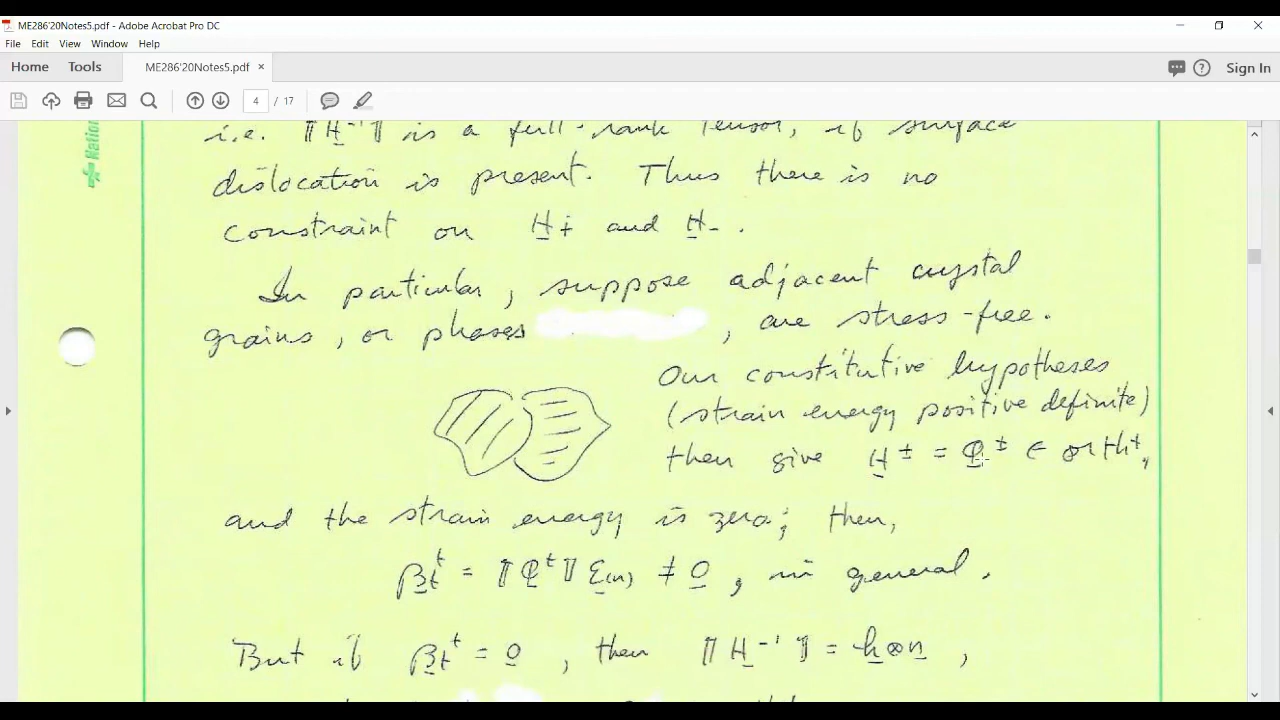 ME286'20Notes5.pdf - Adobe Acrobat Pro DC
File Edit View Window Help
Home Tools ME286'20Notes5.pdf × Sign In
4 / 17
Nation
i.e. ⟦H⁻¹⟧ is a full-rank tensor, if surface
dislocation is present. Thus there is no
constraint on H+ and H- .
In particular, suppose adjacent crystal
grains, or phases , are stress-free.
Our constitutive hypotheses
(strain energy positive definite)
then give H± = Q± ∈ orth⁺,
and the strain energy is zero; then,
βt^t = ⟦Q^t⟧ε(n) ≠ 0, in general.
But if βt^t = 0, then ⟦H⁻¹⟧ = k⊗n,